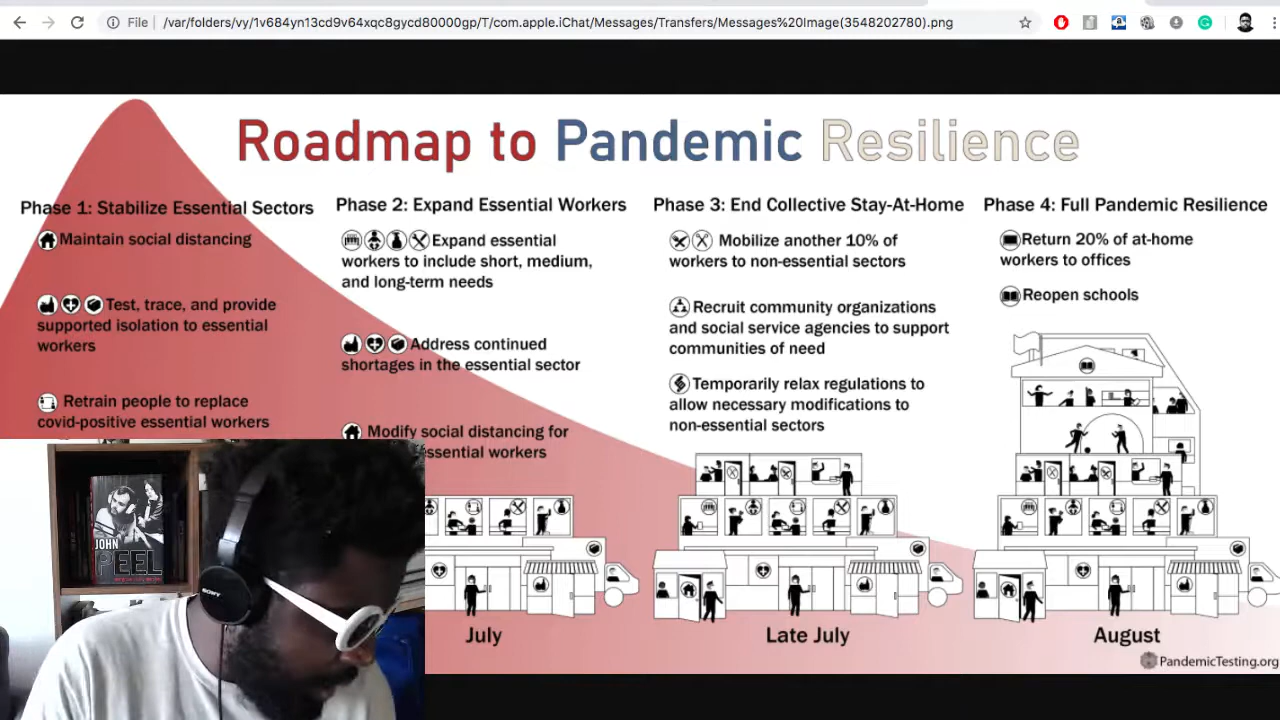 File
/var/folders/vy/1v684yn13cd9v64xqc8gycd80000gp/T/com.apple.iChat/Messages/Transfers/Messages%20Image(3548202780).png
Roadmap to Pandemic Resilience
Phase 1: Stabilize Essential Sectors
Maintain social distancing
Test, trace, and provide
supported isolation to essential
workers
Retrain people to replace
covid-positive essential workers
Phase 2: Expand Essential Workers
Expand essential
workers to include short, medium,
and long-term needs
Address continued
shortages in the essential sector
Modify social distancing for
essential workers
July
Phase 3: End Collective Stay-At-Home
Mobilize another 10% of
workers to non-essential sectors
Recruit community organizations
and social service agencies to support
communities of need
Temporarily relax regulations to
allow necessary modifications to
non-essential sectors
Late July
Phase 4: Full Pandemic Resilience
Return 20% of at-home
workers to offices
Reopen schools
August
PandemicTesting.org
JOHN
PEEL
SONY